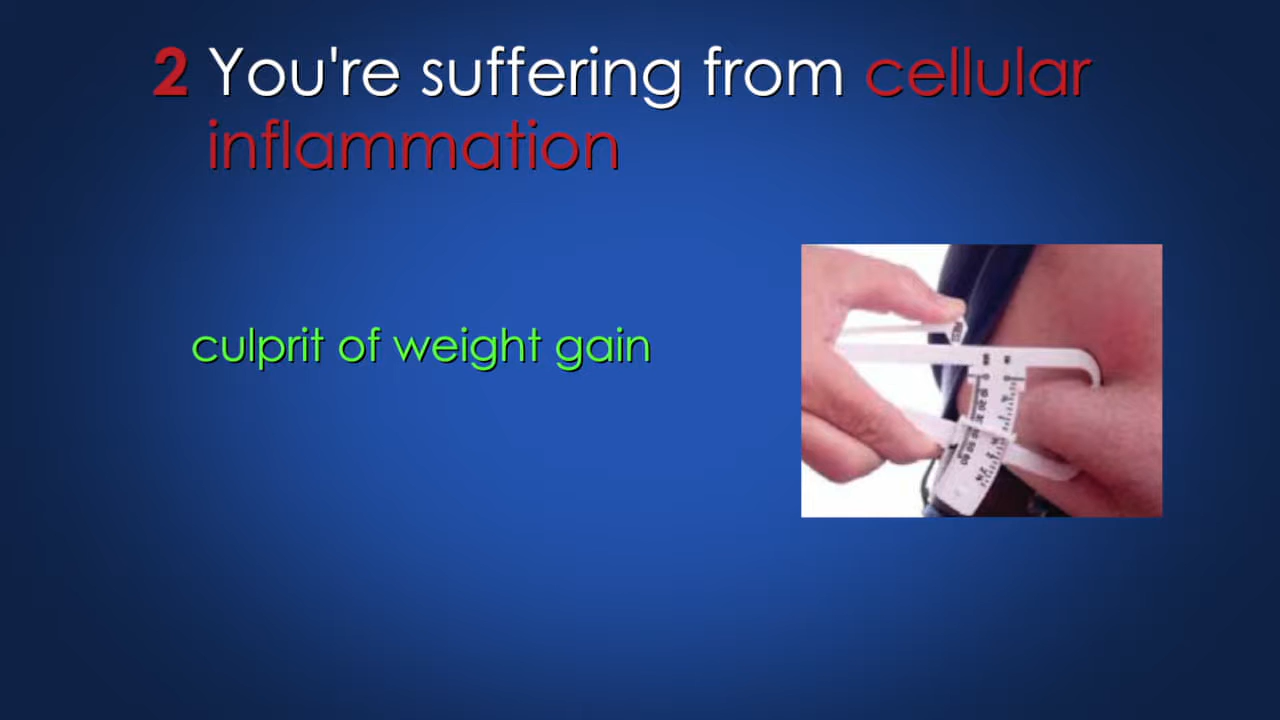 2 You're suffering from cellular
inflammation
culprit of weight gain